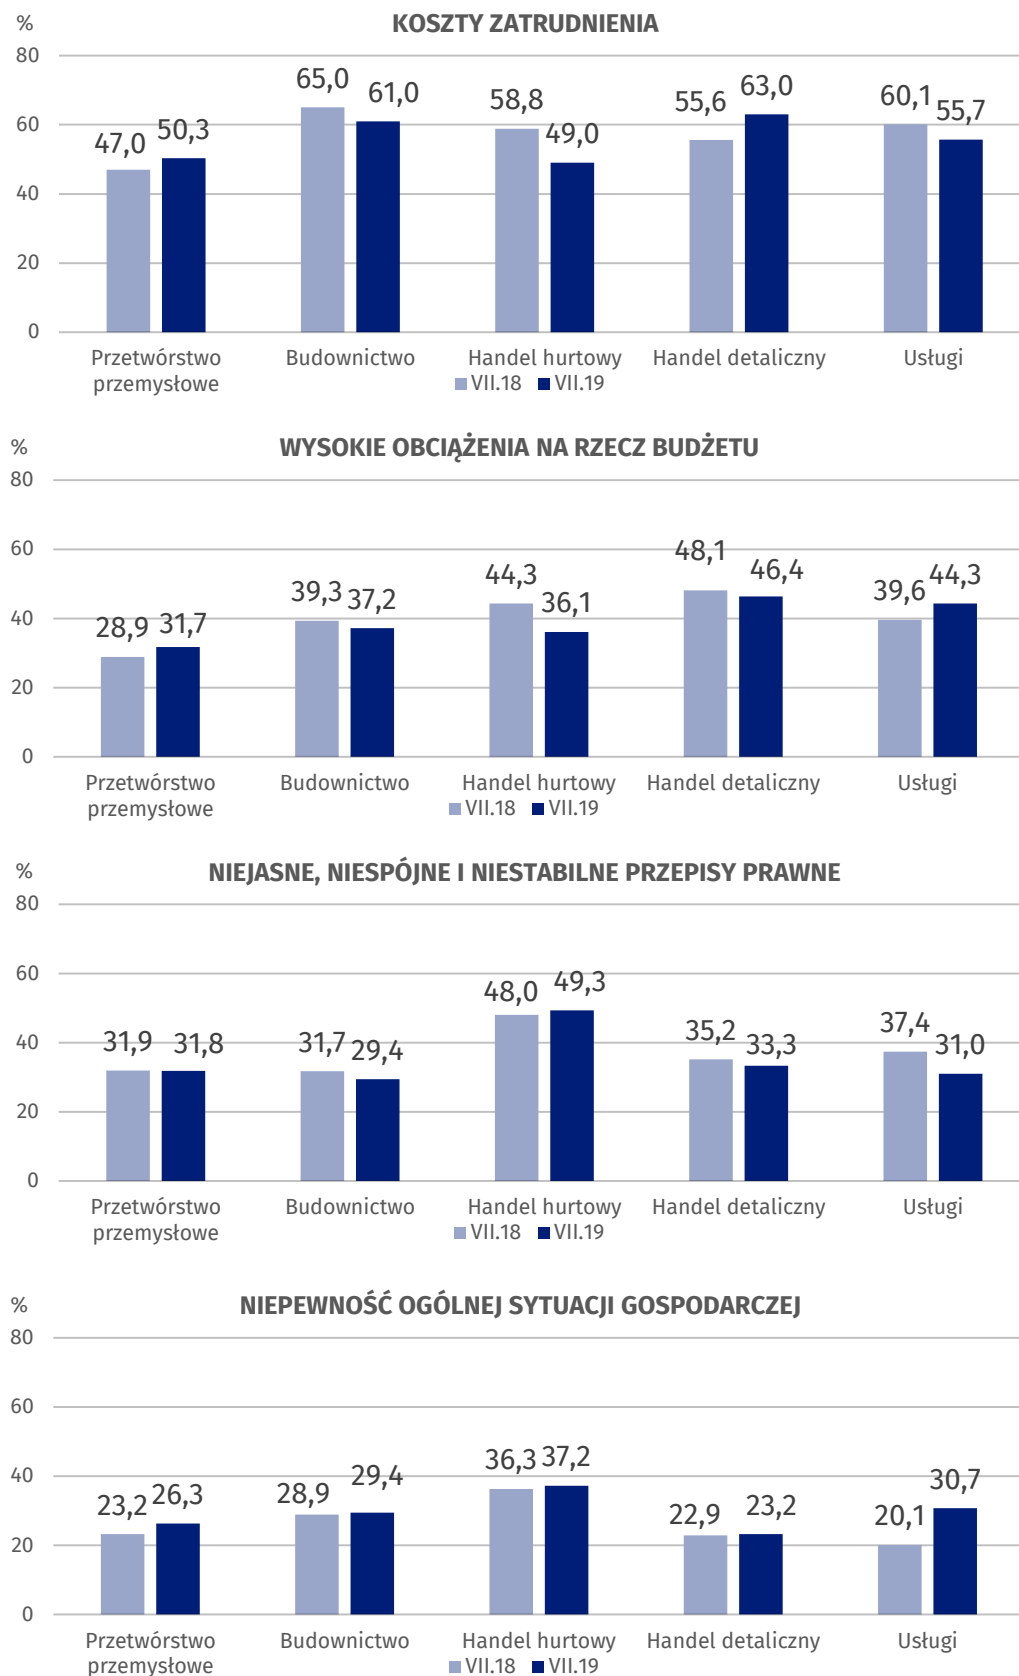 %
KOSZTY ZATRUDNIENIA
80
60
40
20
0
47,0 50,3
65,0 61,0
58,8 49,0
55,6 63,0
60,1 55,7
Przetwórstwo przemysłowe
Budownictwo
Handel hurtowy
Handel detaliczny
Usługi
VII.18 VII.19
%
WYSOKIE OBCIĄŻENIA NA RZECZ BUDŻETU
80
60
40
20
0
28,9 31,7
39,3 37,2
44,3 36,1
48,1 46,4
39,6 44,3
Przetwórstwo przemysłowe
Budownictwo
Handel hurtowy
Handel detaliczny
Usługi
VII.18 VII.19
%
NIEJASNE, NIESPÓJNE I NIESTABILNE PRZEPISY PRAWNE
80
60
40
20
0
31,9 31,8
31,7 29,4
48,0 49,3
35,2 33,3
37,4 31,0
Przetwórstwo przemysłowe
Budownictwo
Handel hurtowy
Handel detaliczny
Usługi
VII.18 VII.19
%
NIEPEWNOŚĆ OGÓLNEJ SYTUACJI GOSPODARCZEJ
80
60
40
20
0
23,2 26,3
28,9 29,4
36,3 37,2
22,9 23,2
20,1 30,7
Przetwórstwo przemysłowe
Budownictwo
Handel hurtowy
Handel detaliczny
Usługi
VII.18 VII.19